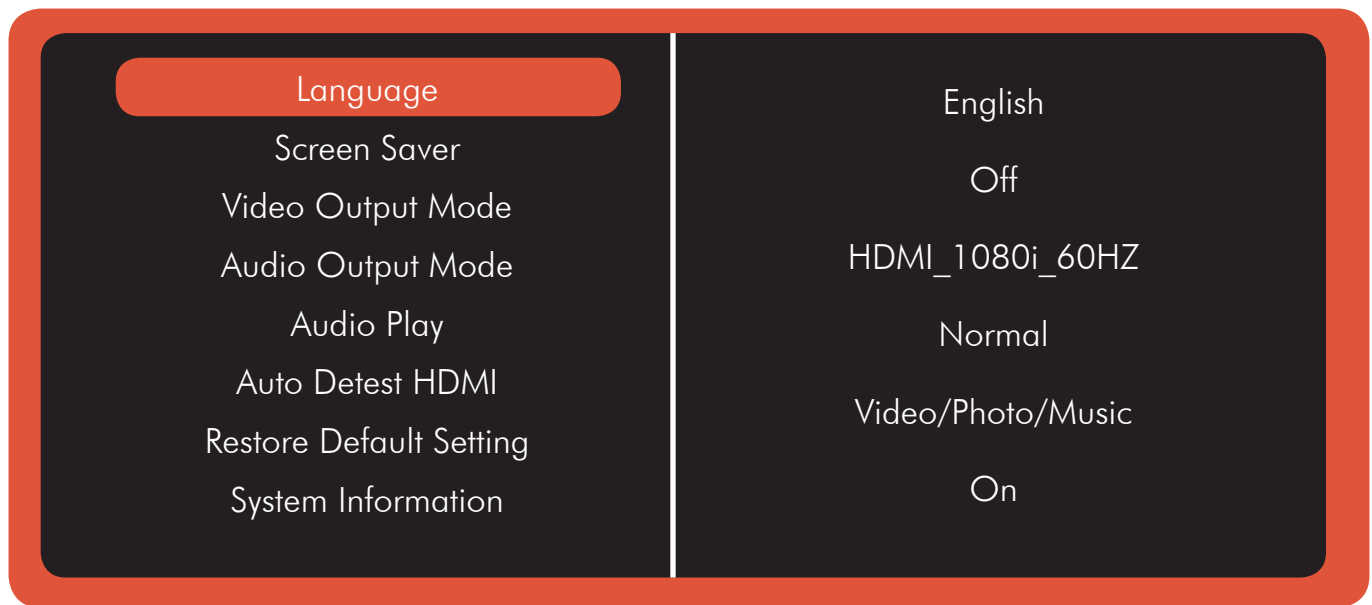 Language
Screen Saver
Video Output Mode
Audio Output Mode
Audio Play
Auto Detest HDMI
Restore Default Setting
System Information
English
Off
HDMI_1080i_60HZ
Normal
Video/Photo/Music
On